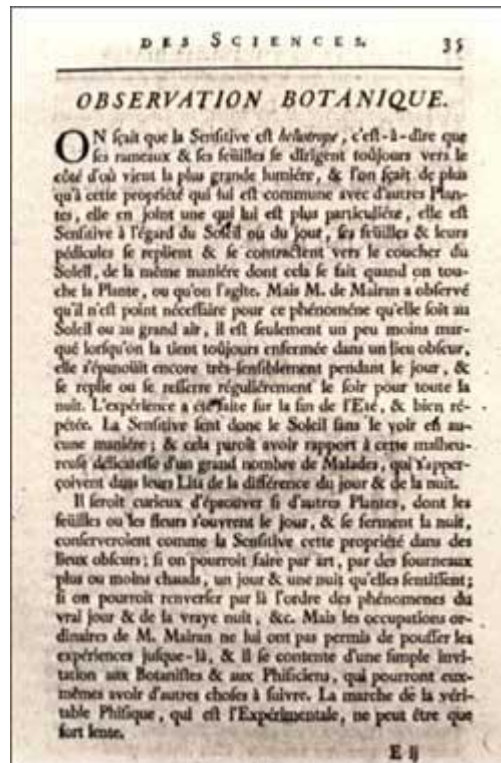 DES SCIENCES. 35
OBSERVATION BOTANIQUE.
ON ſçait que la Senſitive eſt heliotrope, c'eſt-à-dire que
ſes rameaux & ſes feüilles ſe dirigent toûjours vers le
côté d'où vient la plus grande lumiére, & l'on ſçait de plus
qu'à cette propriété qui lui eſt commune avec d'autres Plan-
tes, elle en joint une qui lui eſt plus particuliére, elle eſt
Senſitive à l'égard du Soleil ou du jour, ſes feüilles & leurs
pédicules ſe replient & ſe contractent vers le coucher du
Soleil, de la même maniére dont cela ſe fait quand on tou-
che la Plante, ou qu'on l'agite. Mais M. de Mairan a obſervé
qu'il n'eſt point néceſſaire pour ce phénoméne qu'elle ſoit au
Soleil ou au grand air, il eſt ſeulement un peu moins mar-
qué lorſqu'on la tient toûjours enfermée dans un lieu obſcur,
elle s'épanoüit encore très-ſenſiblement pendant le jour, &
ſe replie ou ſe reſſerre réguliérement le ſoir pour toute la
nuit. L'expérience a été faite ſur la fin de l'Eté, & bien ré-
pétée. La Senſitive ſent donc le Soleil ſans le voir en au-
cune maniére ; & cela paroît avoir rapport à cette malheu-
reuſe délicateſſe d'un grand nombre de Malades, qui s'apper-
çoivent dans leurs Lits de la différence du jour & de la nuit.
Il ſeroit curieux d'éprouver ſi d'autres Plantes, dont les
feüilles ou les fleurs s'ouvrent le jour, & ſe ferment la nuit,
conſerveroient comme la Senſitive cette propriété dans des
lieux obſcurs ; ſi on pourroit faire par art, par des fourneaux
plus ou moins chauds, un jour & une nuit qu'elles ſentiſſent ;
ſi on pourroit renverſer par là l'ordre des phénomenes du
vrai jour & de la vraye nuit, &c. Mais les occupations or-
dinaires de M. Mairan ne lui ont pas permis de pouſſer les
expériences juſque-là, & il ſe contente d'une ſimple invi-
tation aux Botaniſtes & aux Phiſiciens, qui pourront eux-
mêmes avoir d'autres choſes à ſuivre. La marche de la véri-
table Phiſique, qui eſt l'Expérimentale, ne peut être que
fort lente.
E ij